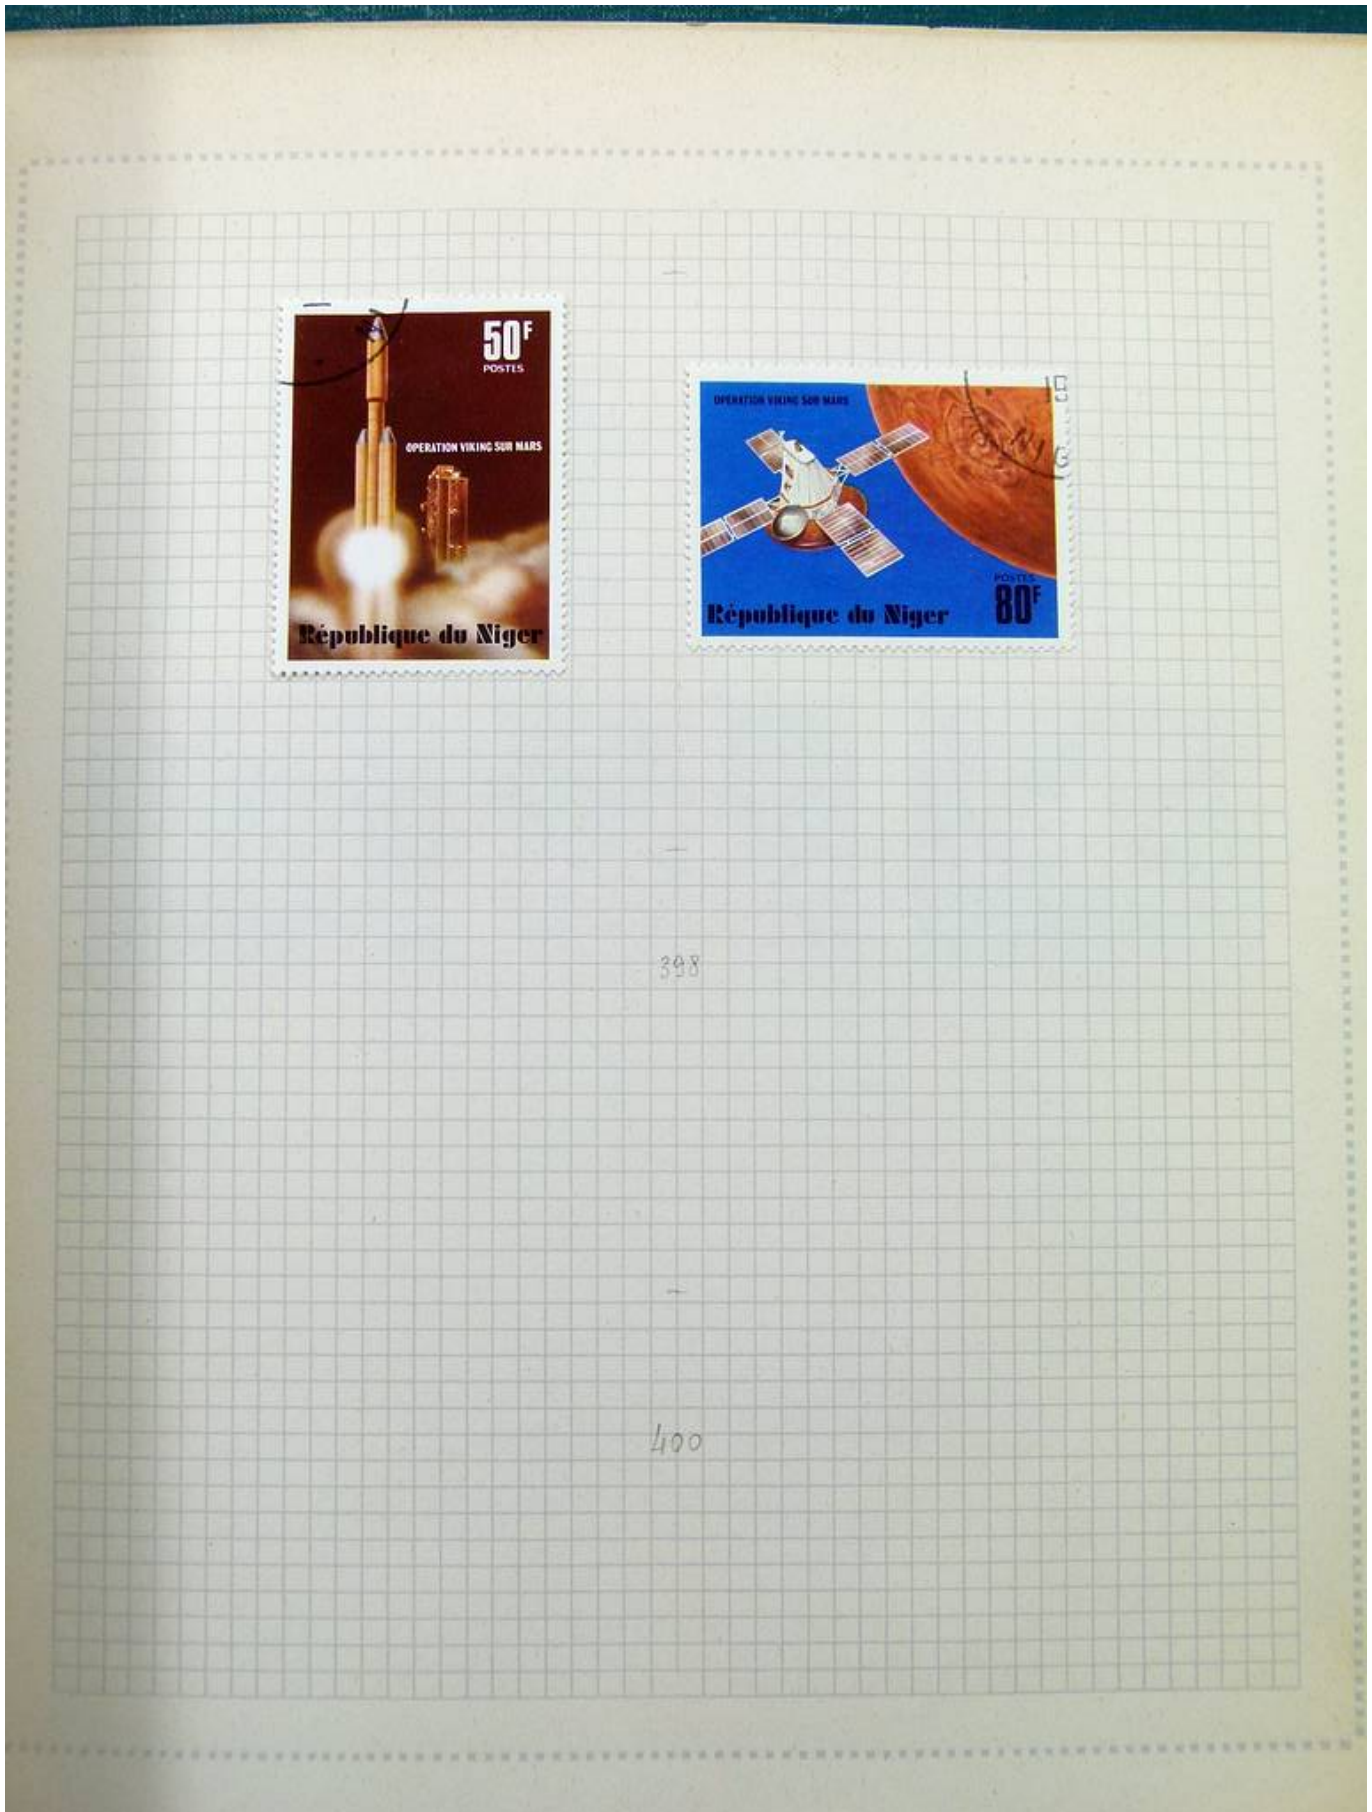 50F
POSTES
OPERATION VIKING SUR MARS
République du Niger
OPERATION VIKING SUR MARS
POSTES
80F
République du Niger
398
400